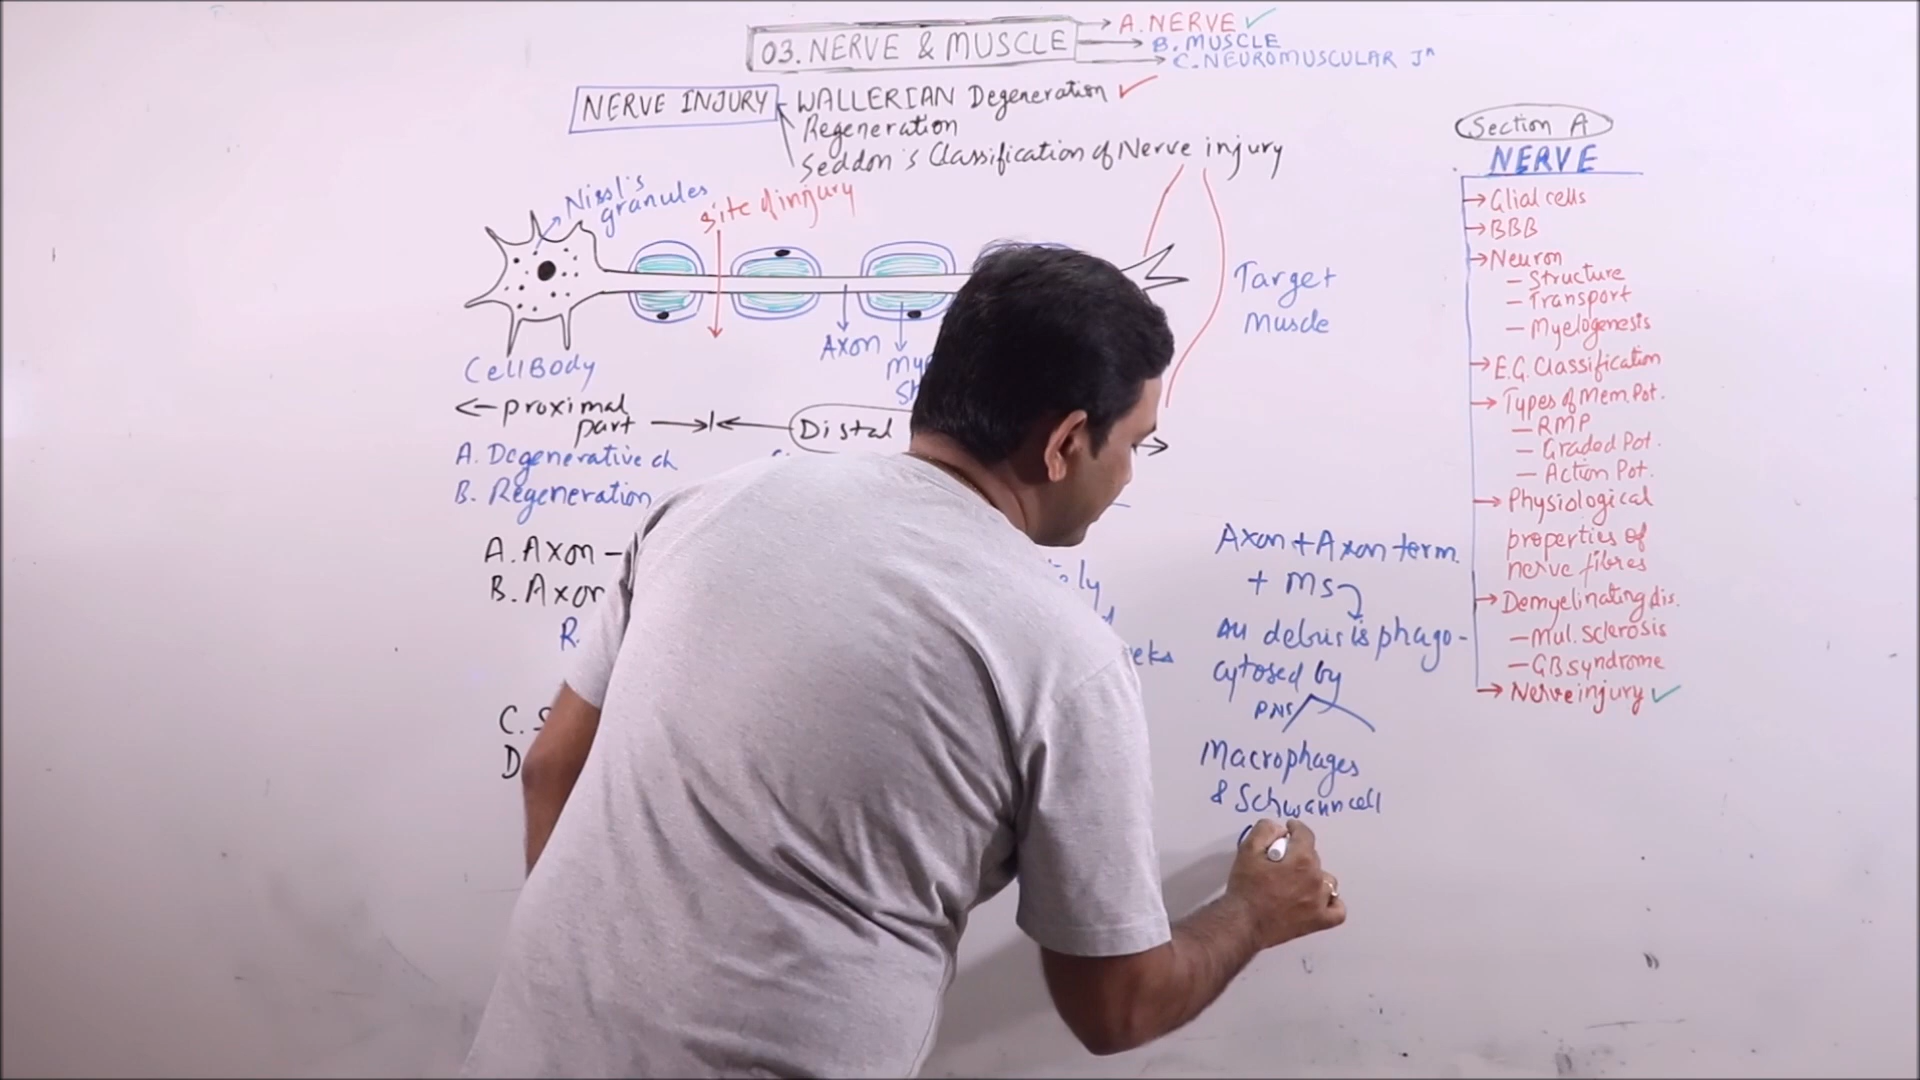 03. NERVE & MUSCLE
A. NERVE ✓
B. MUSCLE
C. NEUROMUSCULAR Jn
NERVE INJURY
WALLERIAN Degeneration ✓
Regeneration
Seddon's Classification of Nerve injury
Nissl's
granules
site of injury
Target
Muscle
Axon
Cell Body
proximal
part
Distal
A. Degenerative ch
B. Regeneration
A. Axon -
B. Axon
R.
C.
D
Axon + Axon term.
+ MS
All debris is phago-
cytosed by
PNS
Macrophages
& Schwann cell
Section A
NERVE
→ Glial cells
→ BBB
→ Neuron
- Structure
- Transport
- Myelogenesis
→ E.G. Classification
→ Types of Mem. Pot.
- RMP
- Graded Pot.
- Action Pot.
→ Physiological
properties of
nerve fibres
→ Demyelinating dis.
- Mul. Sclerosis
- GB syndrome
→ Nerve injury ✓